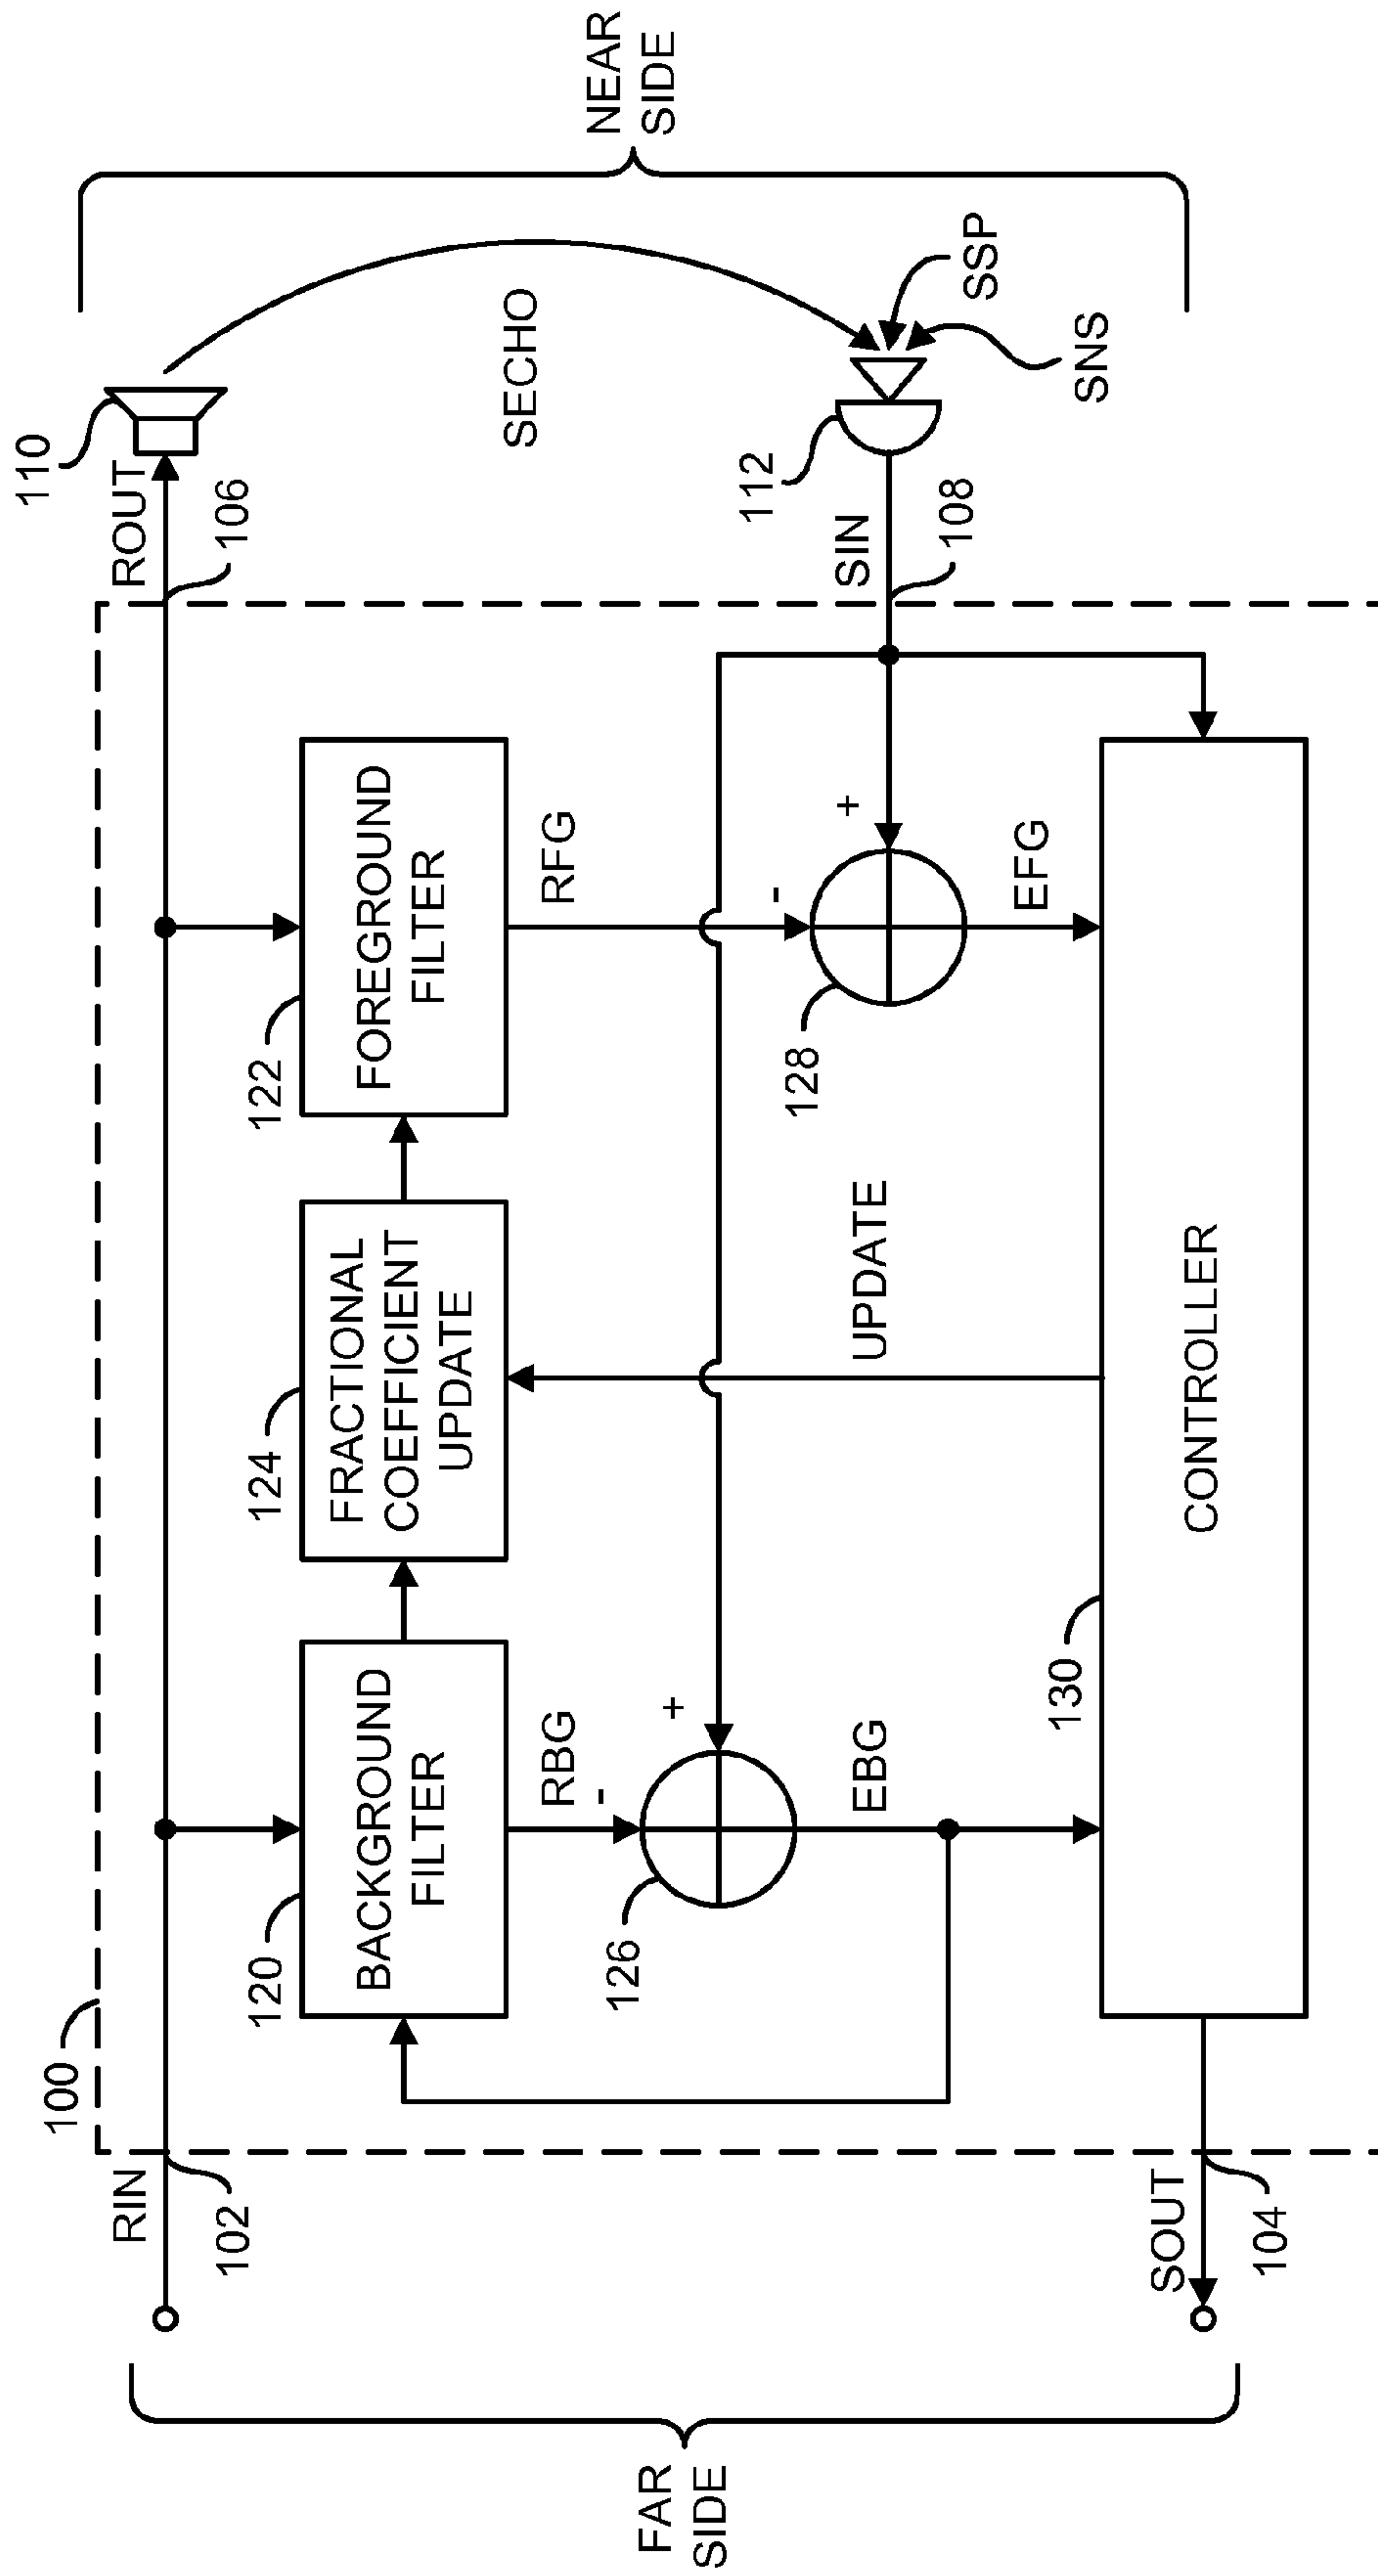 100
RIN
102
ROUT
106
110
120
BACKGROUND
FILTER
124
FRACTIONAL
COEFFICIENT
UPDATE
122
FOREGROUND
FILTER
SECHO
NEAR
SIDE
FAR
SIDE
RBG
-
+
126
EBG
UPDATE
RFG
-
+
128
EFG
SIN
108
112
SSP
SNS
130
CONTROLLER
SOUT
104